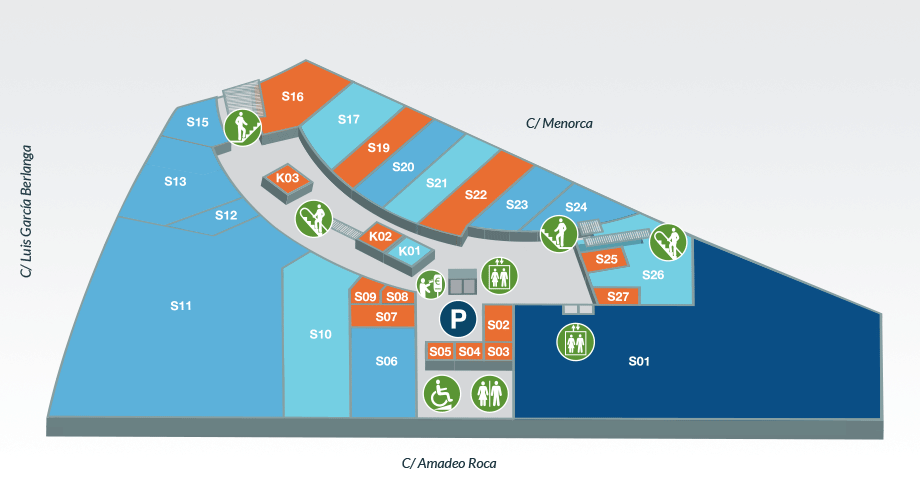 S16
S15
S17
C/ Menorca
S19
S20
S13
K03
S21
S22
C/ Luis García Berlanga
S12
S23
S24
K02
K01
S25
S26
S09
S08
S27
S11
S07
P
S02
S10
S05
S04
S03
S06
S01
C/ Amadeo Roca